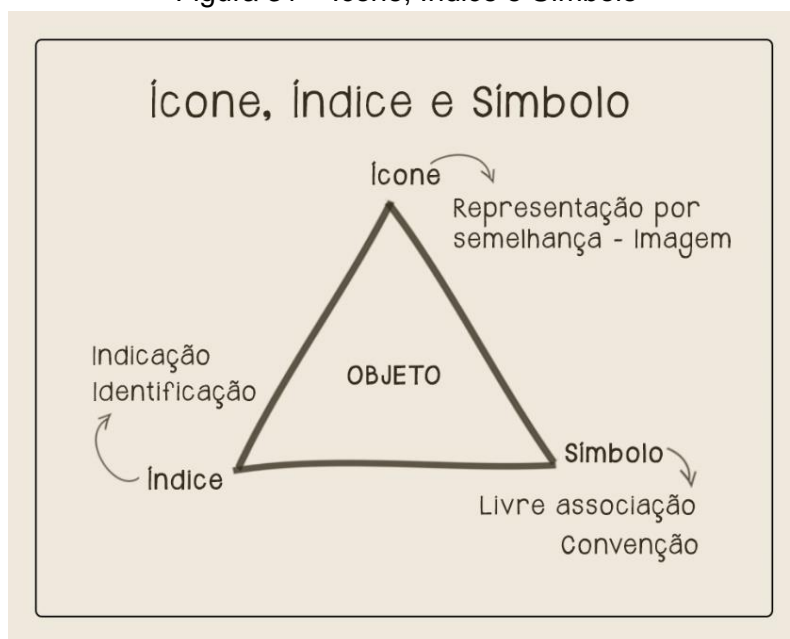 Ícone, Índice e Símbolo
Ícone
Representação por
semelhança - Imagem
Indicação
Identificação
OBJETO
Índice
Símbolo
Livre associação
Convenção